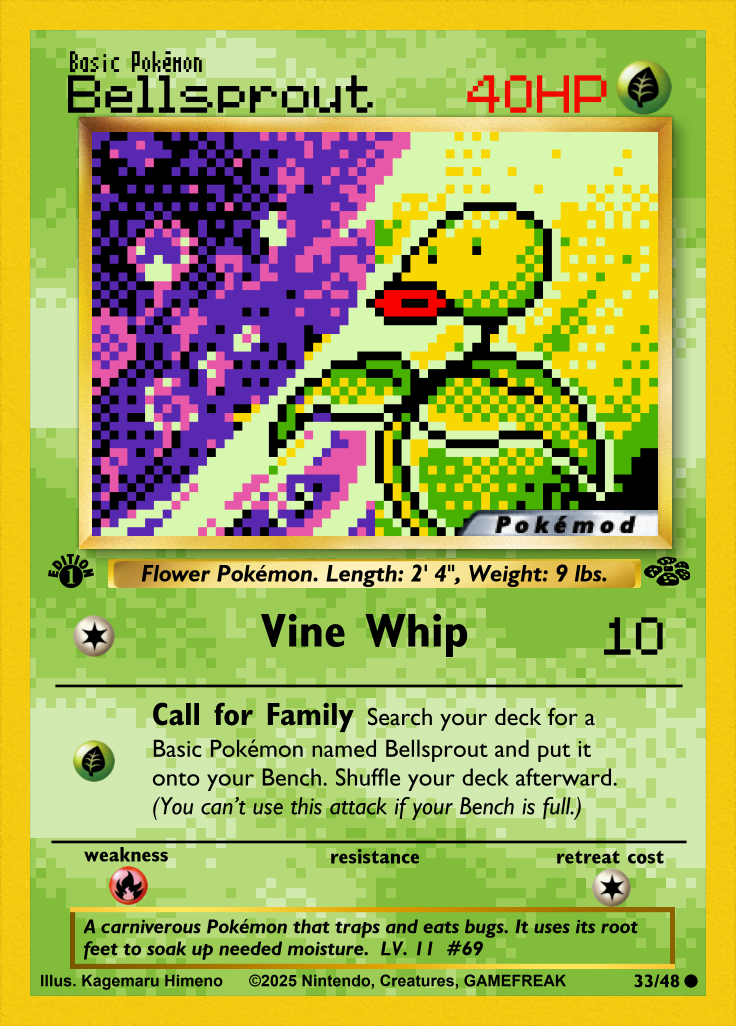 Basic Pokémon
Bellsprout 40HP
Pokémod
EDITION 1
Flower Pokémon. Length: 2' 4", Weight: 9 lbs.
Vine Whip 10
Call for Family Search your deck for a
Basic Pokémon named Bellsprout and put it
onto your Bench. Shuffle your deck afterward.
(You can't use this attack if your Bench is full.)
weakness resistance retreat cost
A carniverous Pokémon that traps and eats bugs. It uses its root
feet to soak up needed moisture. LV. 11 #69
Illus. Kagemaru Himeno ©2025 Nintendo, Creatures, GAMEFREAK 33/48